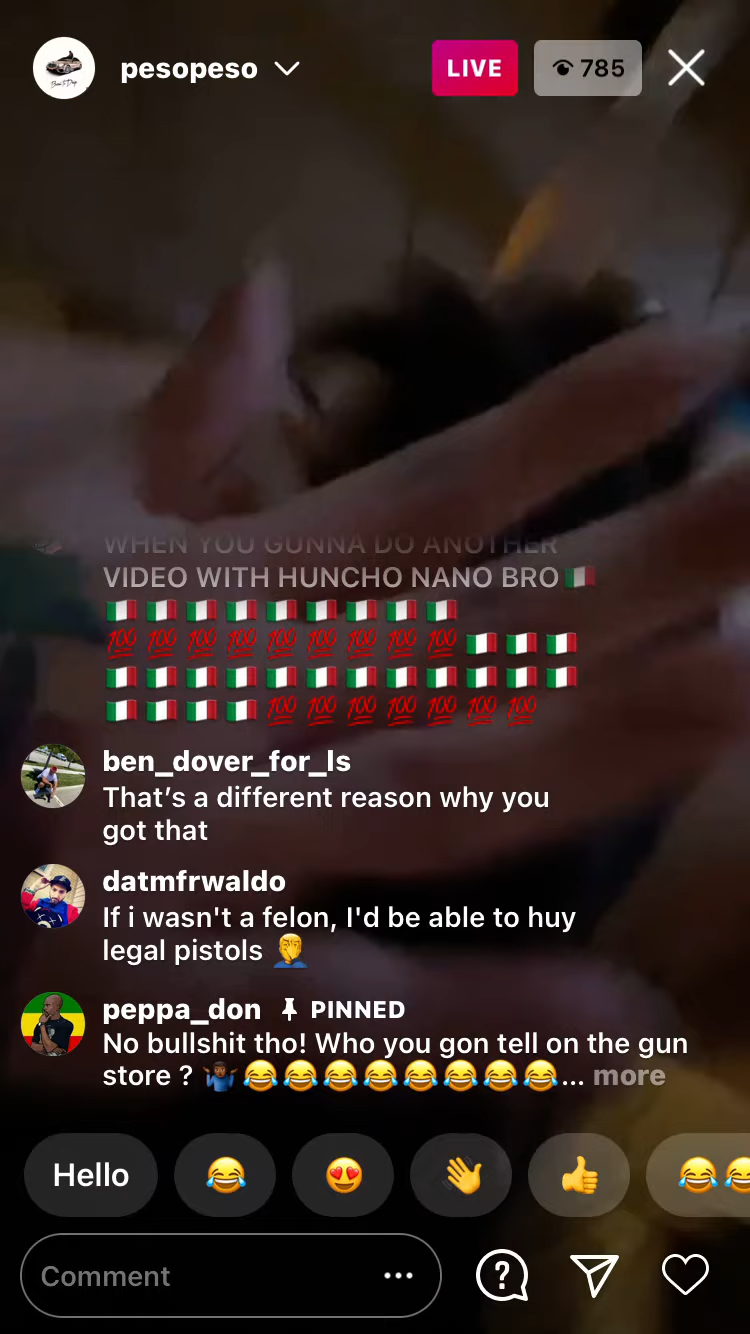 pesopeso
LIVE
785
WHEN YOU GUNNA DO ANOTHER
VIDEO WITH HUNCHO NANO BRO🇮🇹
🇮🇹🇮🇹🇮🇹🇮🇹🇮🇹🇮🇹🇮🇹🇮🇹🇮🇹
💯💯💯💯💯💯💯💯💯🇮🇹🇮🇹🇮🇹
🇮🇹🇮🇹🇮🇹🇮🇹🇮🇹🇮🇹🇮🇹🇮🇹🇮🇹🇮🇹🇮🇹🇮🇹
🇮🇹🇮🇹🇮🇹🇮🇹💯💯💯💯💯💯💯
ben_dover_for_ls
That’s a different reason why you
got that
datmfrwaldo
If i wasn't a felon, I'd be able to huy
legal pistols 🤦‍♂️
peppa_don PINNED
No bullshit tho! Who you gon tell on the gun
store ? 🤷🏾‍♂️😂😂😂😂😂😂😂😂... more
Hello 😂 😍 👋 👍 😂😂
Comment